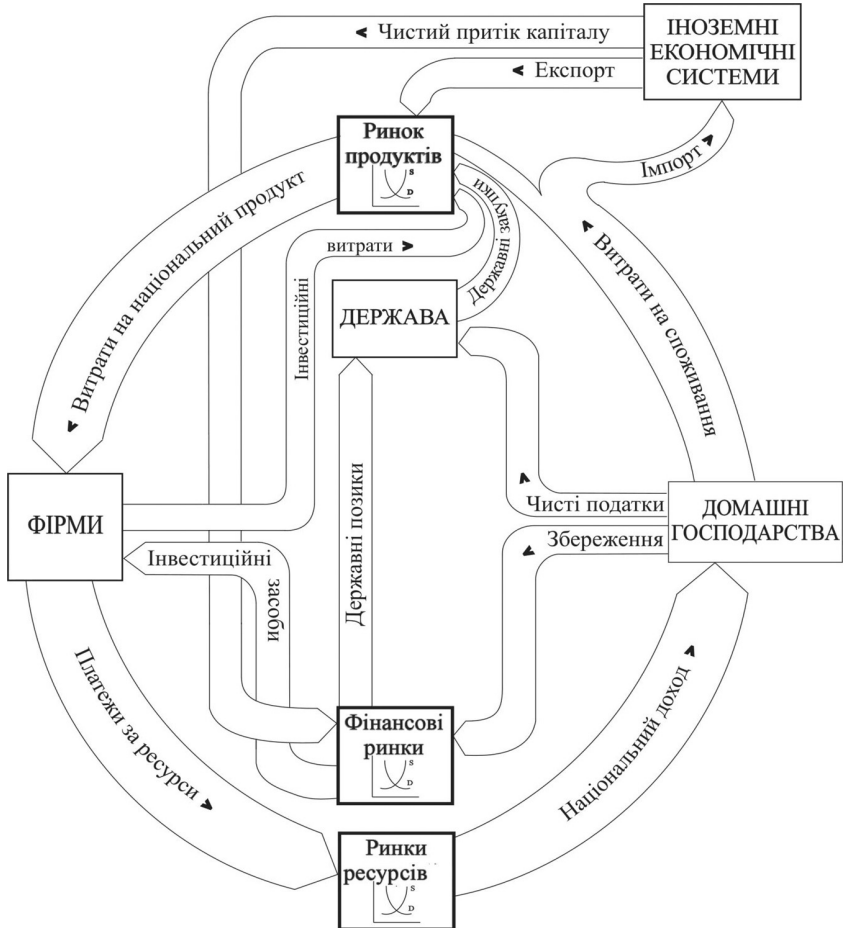 Чистий притік капіталу
ІНОЗЕМНІ
ЕКОНОМІЧНІ
СИСТЕМИ
Експорт
Ринок
продуктів
S
D
Імпорт
Витрати на національний продукт
витрати
Інвестиційні
Державні закупки
Витрати на споживання
ДЕРЖАВА
ФІРМИ
Чисті податки
ДОМАШНІ
ГОСПОДАРСТВА
Збереження
Інвестиційні
засоби
Державні позики
Платежи за ресурси
Фінансові
ринки
S
D
Національний доход
Ринки
ресурсів
S
D